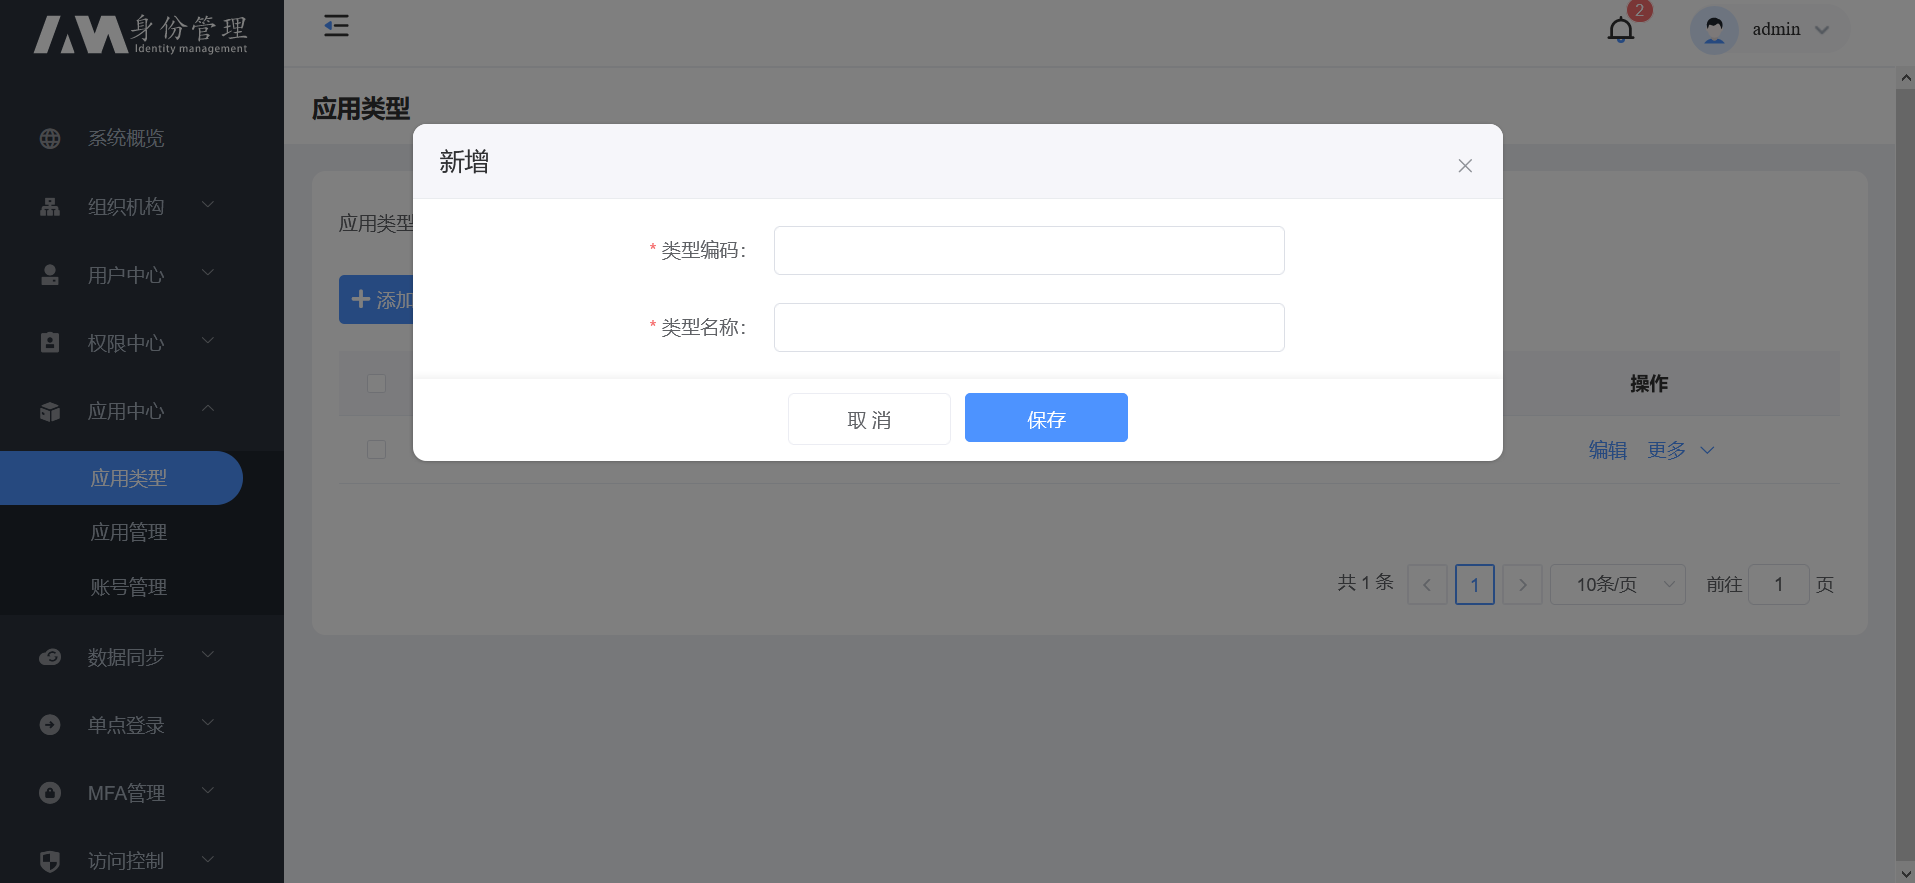 身份管理
Identity management
系统概览
组织机构
用户中心
权限中心
应用中心
应用类型
应用管理
账号管理
数据同步
单点登录
MFA管理
访问控制
2
admin
应用类型
应用类型
添加
操作
编辑 更多
共 1 条
1
10条/页
前往 1 页
新增
* 类型编码：
* 类型名称：
取 消
保存